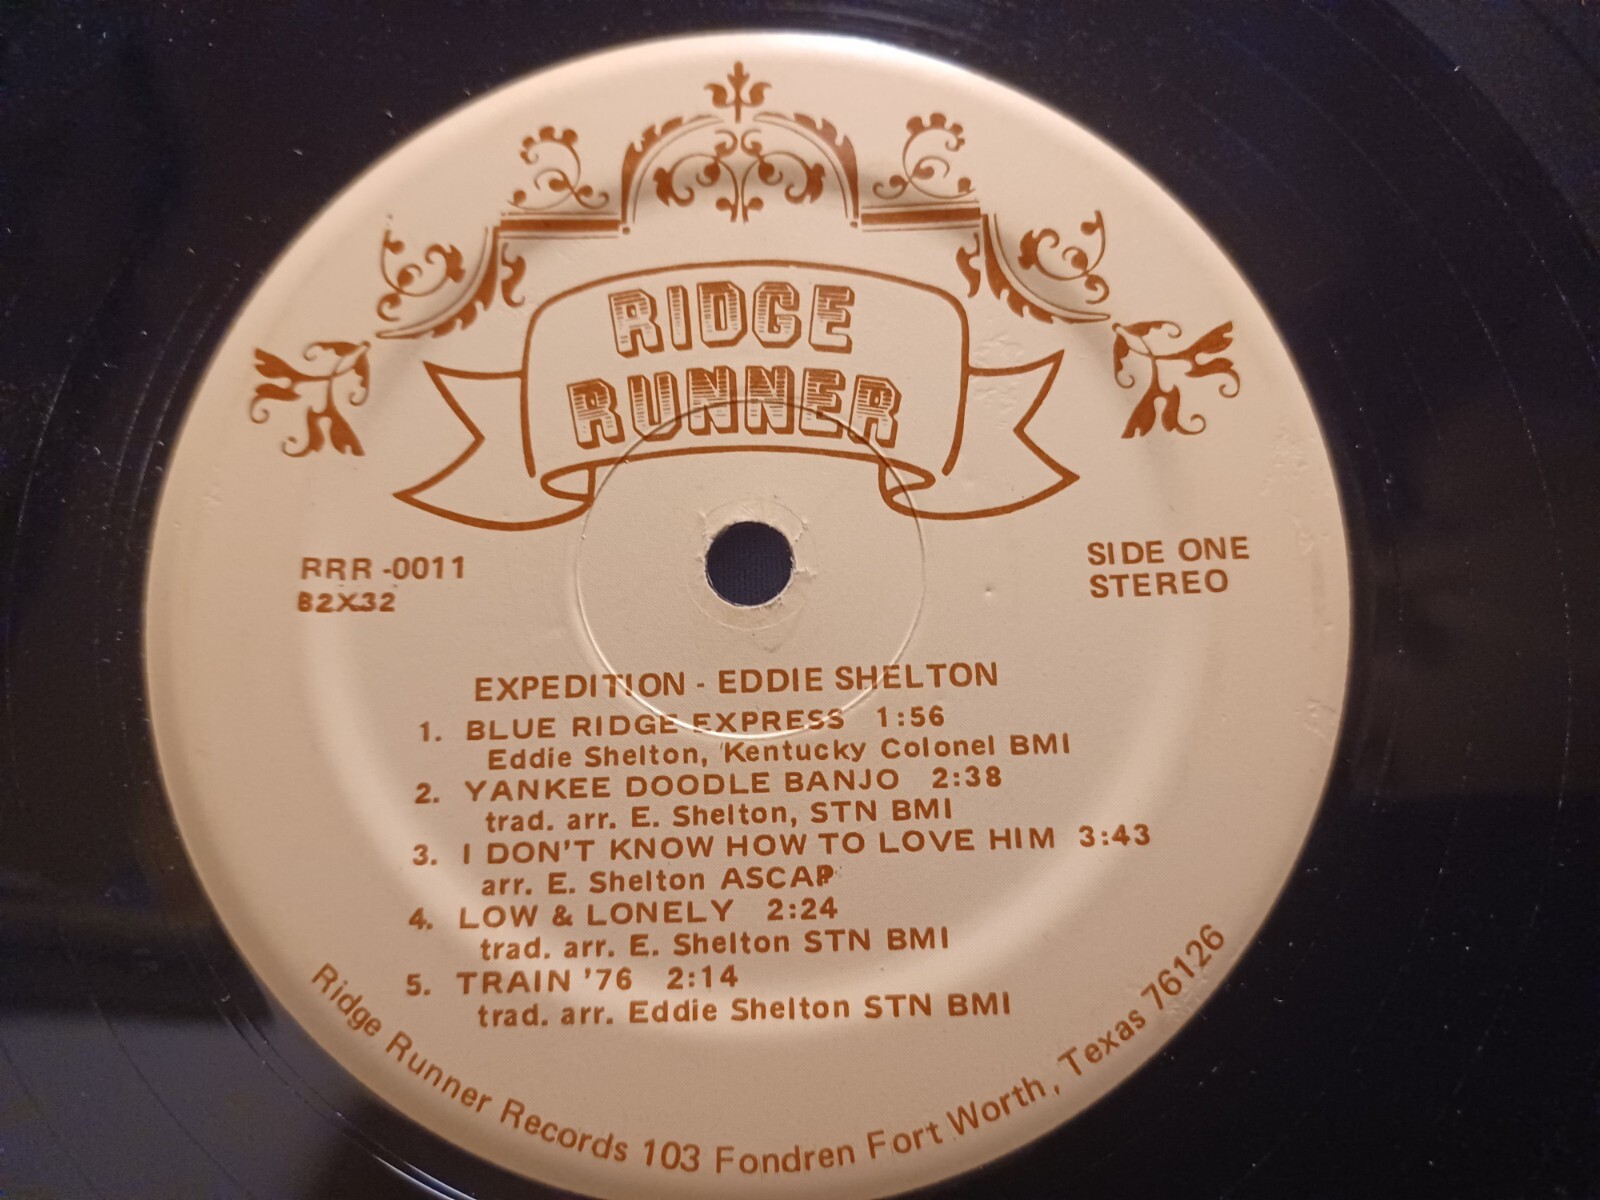 RIDGE
RUNNER
RRR -0011
82X32
SIDE ONE
STEREO
EXPEDITION - EDDIE SHELTON
1. BLUE RIDGE EXPRESS 1:56
Eddie Shelton, Kentucky Colonel BMI
2. YANKEE DOODLE BANJO 2:38
trad. arr. E. Shelton, STN BMI
3. I DON'T KNOW HOW TO LOVE HIM 3:43
arr. E. Shelton ASCAP
4. LOW & LONELY 2:24
trad. arr. E. Shelton STN BMI
5. TRAIN '76 2:14
trad. arr. Eddie Shelton STN BMI
Ridge Runner Records 103 Fondren Fort Worth, Texas 76126